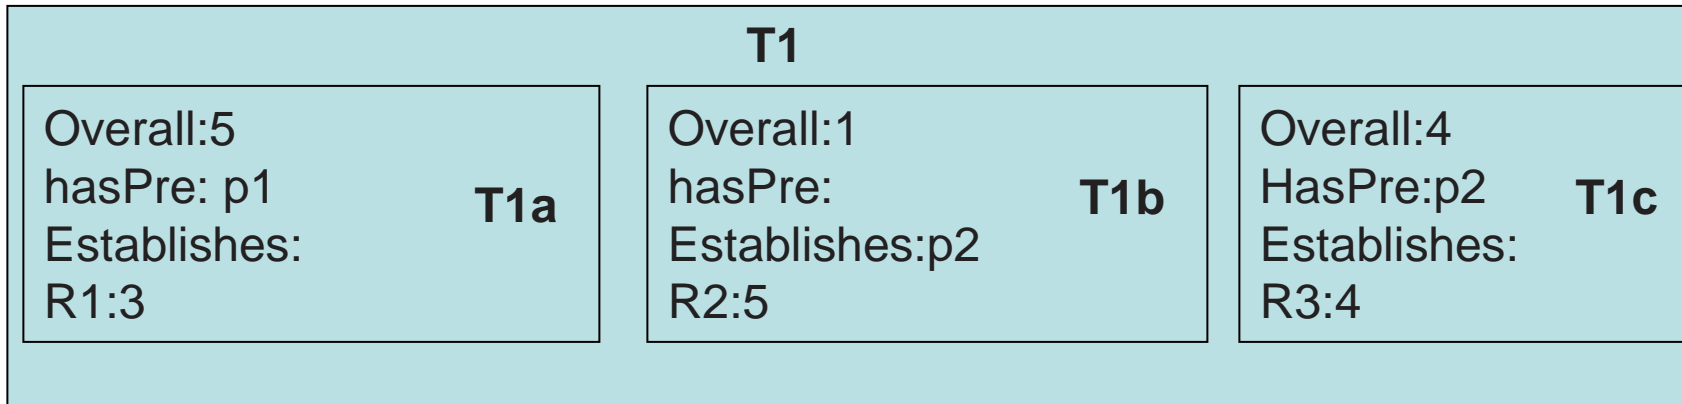 T1
Overall:5
hasPre: p1
Establishes:
R1:3
T1a
Overall:1
hasPre:
Establishes:p2
R2:5
T1b
Overall:4
HasPre:p2
Establishes:
R3:4
T1c